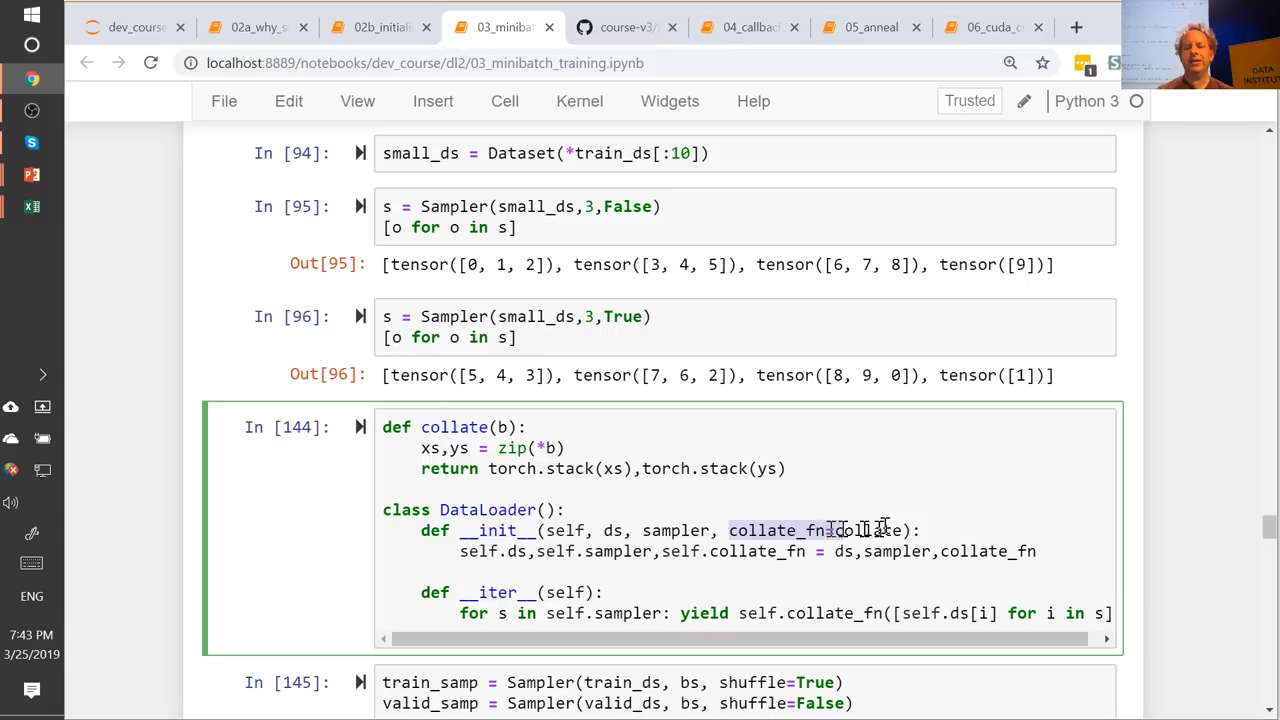 dev_course
02a_why_s
02b_initiali
03_minibat
course-v3/
04_callback
05_anneal
06_cuda_c
localhost:8889/notebooks/dev_course/dl2/03_minibatch_training.ipynb
1
S
DATA-
INSTITU
File Edit View Insert Cell Kernel Widgets Help Trusted Python 3
In [94]: small_ds = Dataset(*train_ds[:10])
In [95]: s = Sampler(small_ds,3,False)
[o for o in s]
Out[95]: [tensor([0, 1, 2]), tensor([3, 4, 5]), tensor([6, 7, 8]), tensor([9])]
In [96]: s = Sampler(small_ds,3,True)
[o for o in s]
Out[96]: [tensor([5, 4, 3]), tensor([7, 6, 2]), tensor([8, 9, 0]), tensor([1])]
In [144]: def collate(b):
xs,ys = zip(*b)
return torch.stack(xs),torch.stack(ys)
class DataLoader():
def __init__(self, ds, sampler, collate_fn=collate):
self.ds,self.sampler,self.collate_fn = ds,sampler,collate_fn
def __iter__(self):
for s in self.sampler: yield self.collate_fn([self.ds[i] for i in s]
In [145]: train_samp = Sampler(train_ds, bs, shuffle=True)
valid_samp = Sampler(valid_ds, bs, shuffle=False)
ENG
7:43 PM
3/25/2019